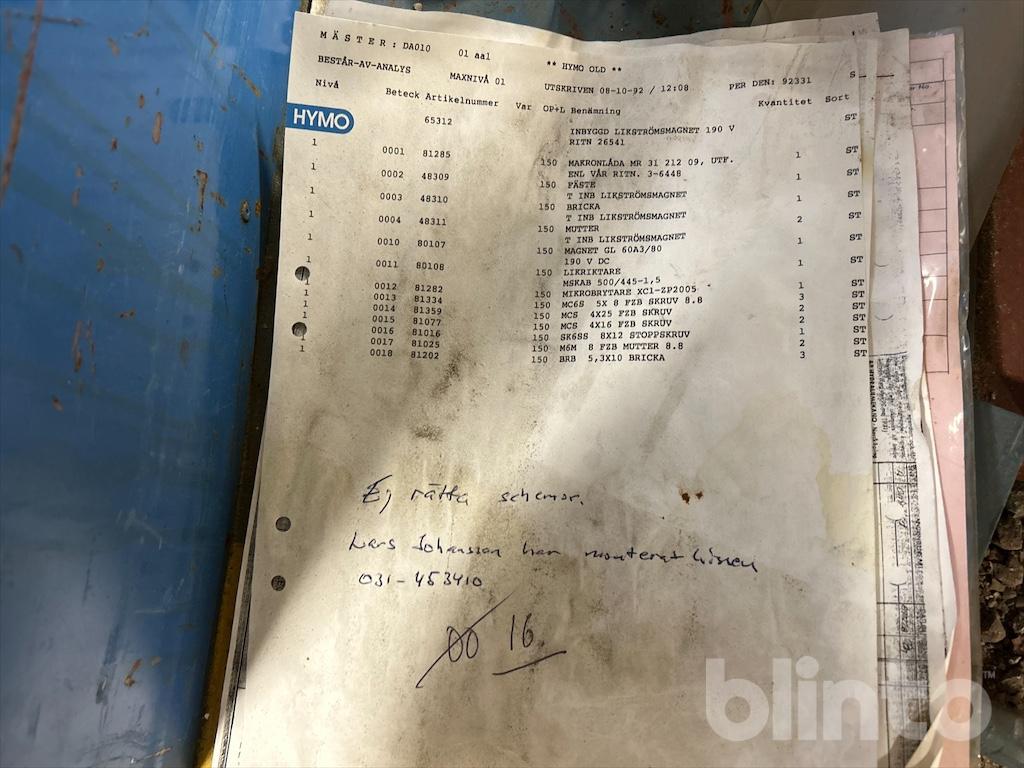 MÄSTER: DA010 01 aal ** HYMO OLD **
BESTÅR-AV-ANALYS MAXNIVÅ 01 UTSKRIVEN 08-10-92 / 12:08 PER DEN: 92331 S
Nivå Beteck Artikelnummer Var OP+L Benämning Kvantitet Sort
HYMO
65312 INBYGGD LIKSTRÖMSMAGNET 190 V ST
RITN 26541
1 0001 81285 150 MAKRONLÅDA MR 31 212 09, UTF. 1 ST
ENL VÅR RITN. 3-6448
1 0002 48309 150 FÄSTE 1 ST
T INB LIKSTRÖMSMAGNET
1 0003 48310 150 BRICKA 1 ST
T INB LIKSTRÖMSMAGNET
1 0004 48311 150 MUTTER 2 ST
T INB LIKSTRÖMSMAGNET
1 0010 80107 150 MAGNET GL 60A3/80 1 ST
190 V DC
1 0011 80108 150 LIKRIKTARE 1 ST
MSKAB 500/445-1,5
1 0012 81282 150 MIKROBRYTARE XC1-ZP2005 1 ST
1 0013 81334 150 MC6S 5X 8 FZB SKRUV 8.8 3 ST
1 0014 81359 150 MCS 4X25 FZB SKRUV 2 ST
1 0015 81077 150 MCS 4X16 FZB SKRUV 2 ST
1 0016 81016 150 SK6SS 8X12 STOPPSKRUV 1 ST
1 0017 81025 150 M6M 8 FZB MUTTER 8.8 2 ST
1 0018 81202 150 BRB 5,3X10 BRICKA 3 ST
Ej rätta schemor.
Lars Johansson har monterat hissen
031-453410
00 16
blinto™